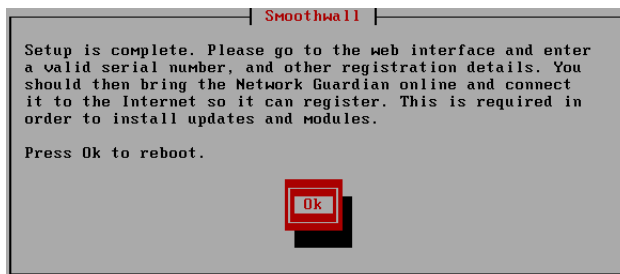 Smoothwall
Setup is complete. Please go to the web interface and enter
a valid serial number, and other registration details. You
should then bring the Network Guardian online and connect
it to the Internet so it can register. This is required in
order to install updates and modules.
Press Ok to reboot.
Ok